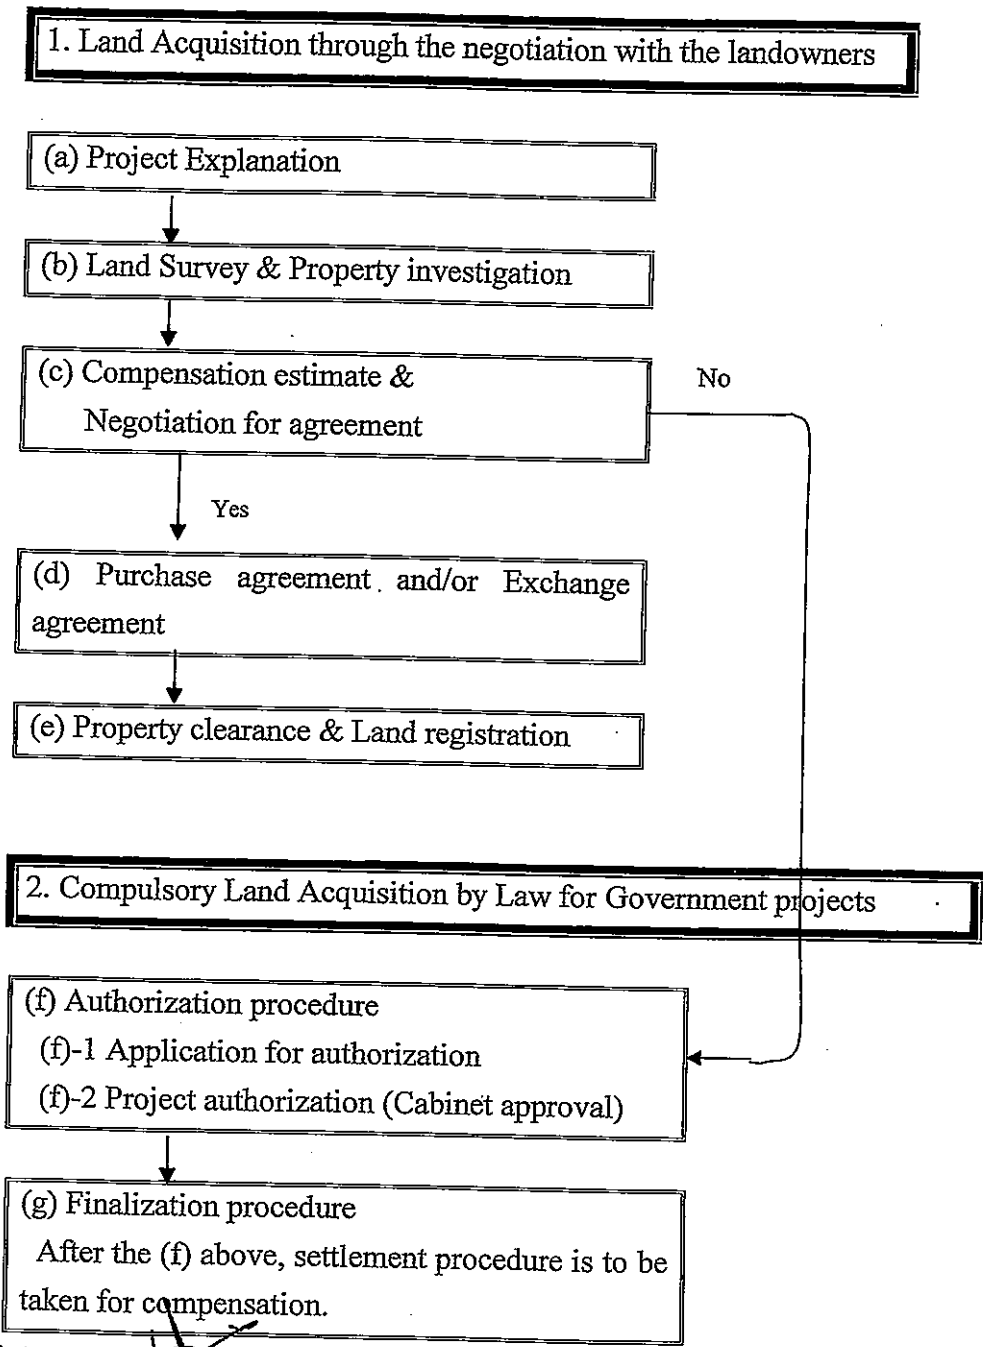 1. Land Acquisition through the negotiation with the landowners
(a) Project Explanation
(b) Land Survey & Property investigation
(c) Compensation estimate &
Negotiation for agreement
No
Yes
(d) Purchase agreement and/or Exchange
agreement
(e) Property clearance & Land registration
2. Compulsory Land Acquisition by Law for Government projects
(f) Authorization procedure
(f)-1 Application for authorization
(f)-2 Project authorization (Cabinet approval)
(g) Finalization procedure
After the (f) above, settlement procedure is to be
taken for compensation.